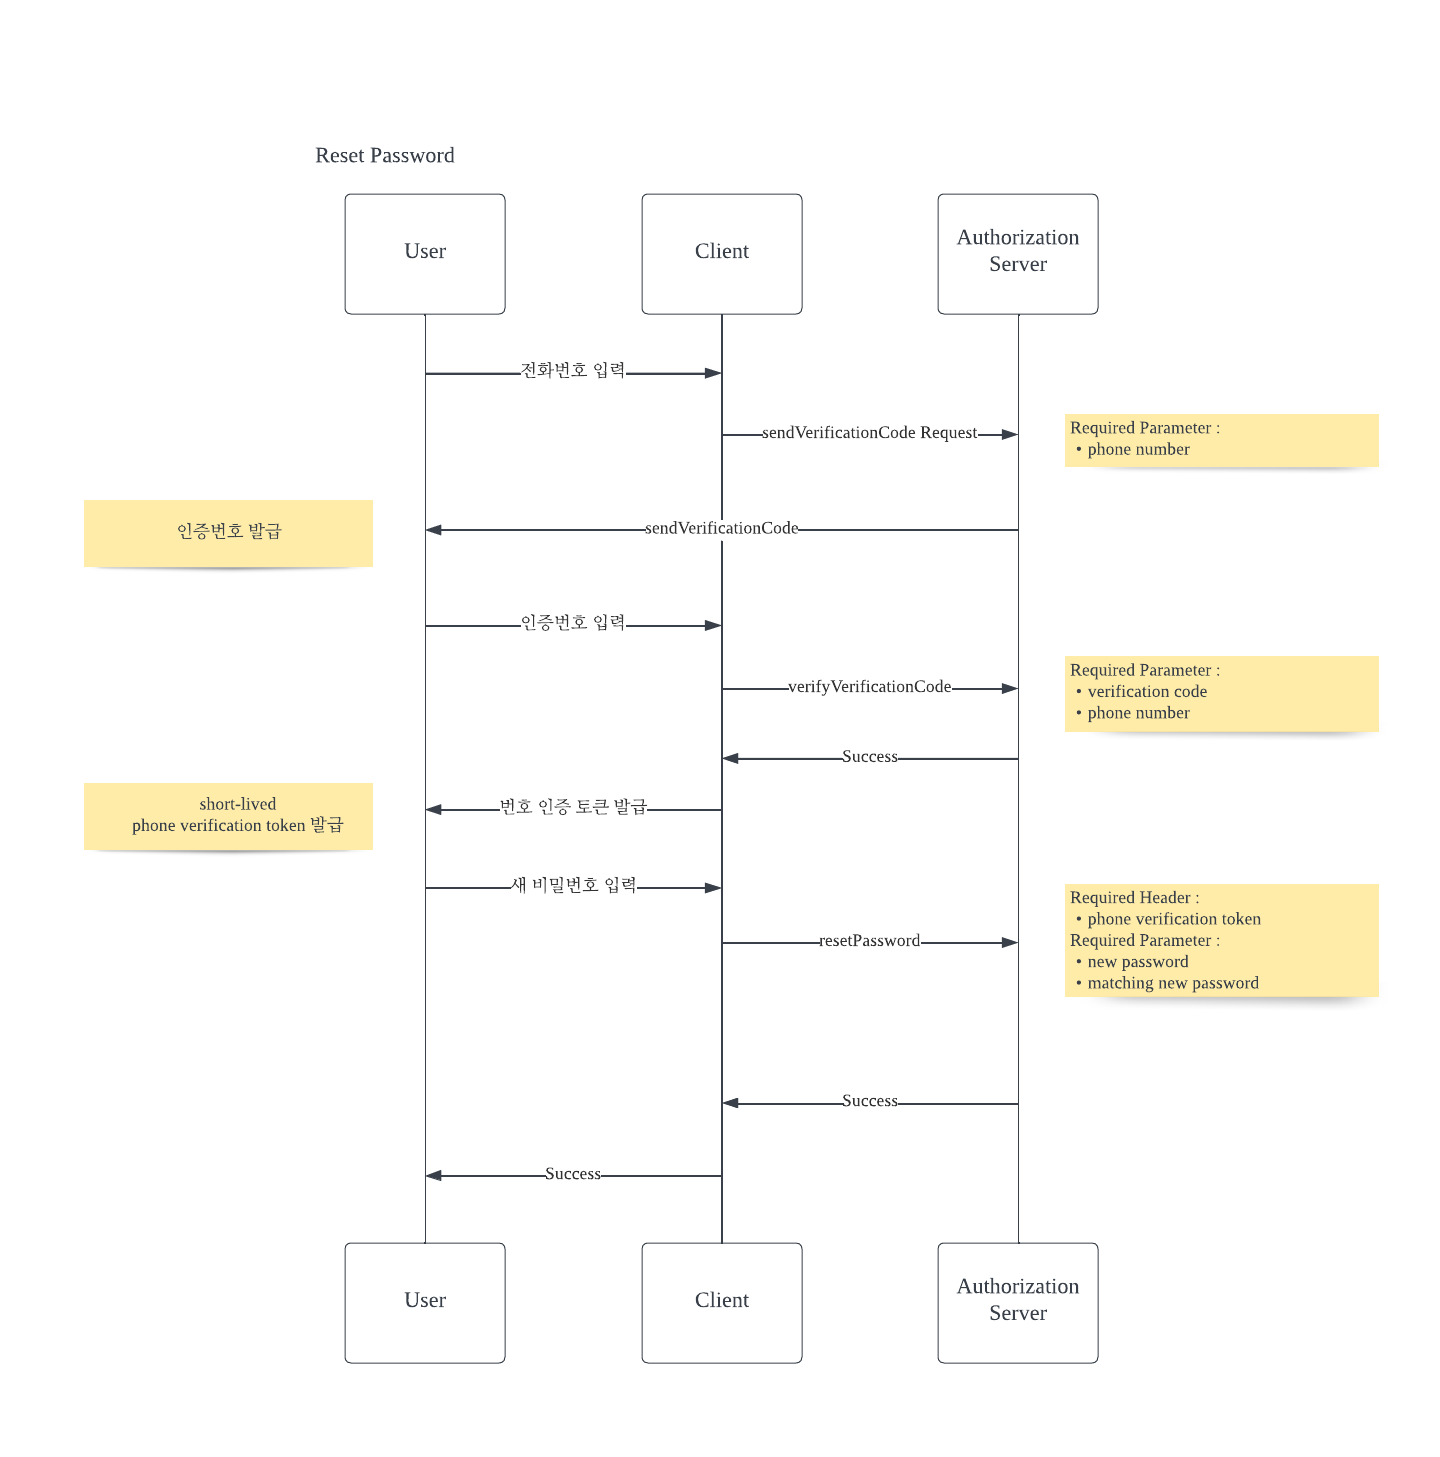 Reset Password
User
Client
Authorization
Server
전화번호 입력
sendVerificationCode Request
Required Parameter :
• phone number
인증번호 발급
sendVerificationCode
인증번호 입력
verifyVerificationCode
Required Parameter :
• verification code
• phone number
Success
short-lived
phone verification token 발급
번호 인증 토큰 발급
새 비밀번호 입력
resetPassword
Required Header :
• phone verification token
Required Parameter :
• new password
• matching new password
Success
Success
User
Client
Authorization
Server